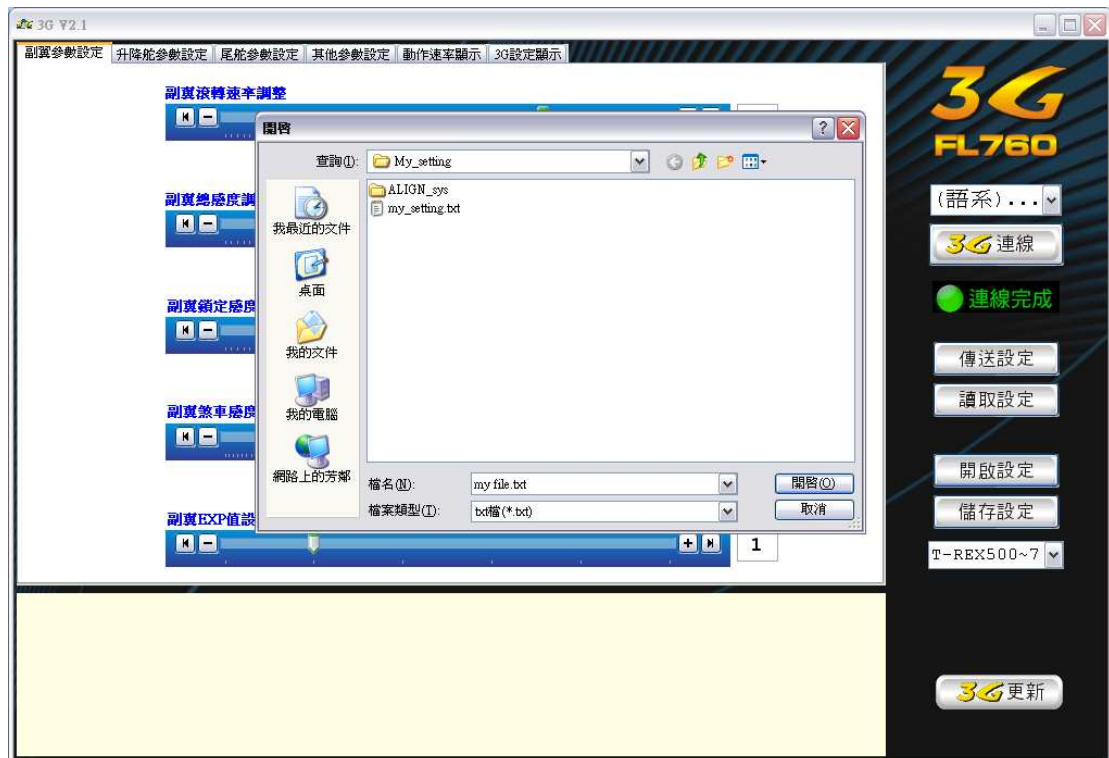 3G V2.1
副翼參數設定 升降舵參數設定 尾舵參數設定 其他參數設定 動作速率顯示 3G設定顯示
副翼滾轉速率調整
開啓
查詢(I): My_setting
ALIGN_sys
my_setting.txt
我最近的文件
桌面
我的文件
我的電腦
網路上的芳鄰
檔名(N): my file.txt 開啓(O)
檔案類型(T): txt檔(*.txt) 取消
副翼總感度調
副翼鎖定感度
副翼煞車感度
副翼EXP值設
1
3G
FL760
(語系)...
3G連線
連線完成
傳送設定
讀取設定
開啟設定
儲存設定
T-REX500~7
3G更新